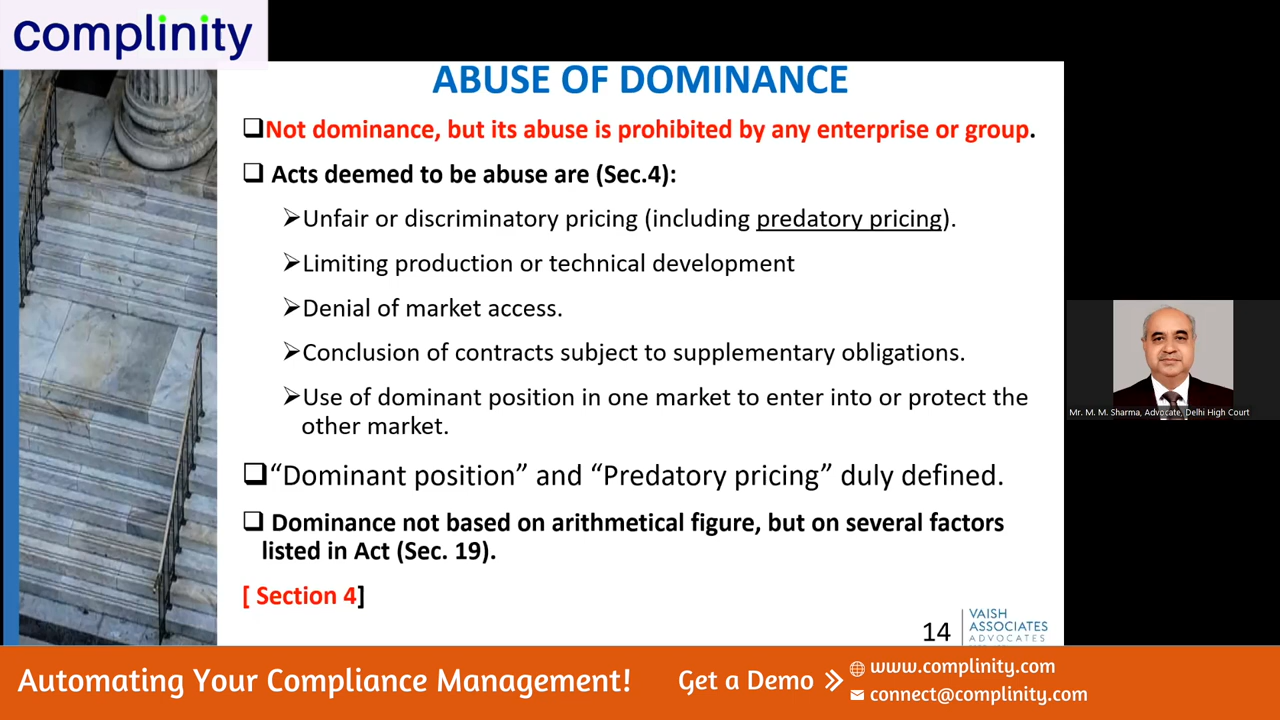 complinity
ABUSE OF DOMINANCE
Not dominance, but its abuse is prohibited by any enterprise or group.
Acts deemed to be abuse are (Sec.4):
Unfair or discriminatory pricing (including predatory pricing).
Limiting production or technical development
Denial of market access.
Conclusion of contracts subject to supplementary obligations.
Use of dominant position in one market to enter into or protect the
other market.
“Dominant position” and “Predatory pricing” duly defined.
Dominance not based on arithmetical figure, but on several factors
listed in Act (Sec. 19).
[ Section 4]
14
VAISH
ASSOCIATES
ADVOCATES
Mr. M. M. Sharma, Advocate, Delhi High Court
Automating Your Compliance Management!
Get a Demo
www.complinity.com
connect@complinity.com